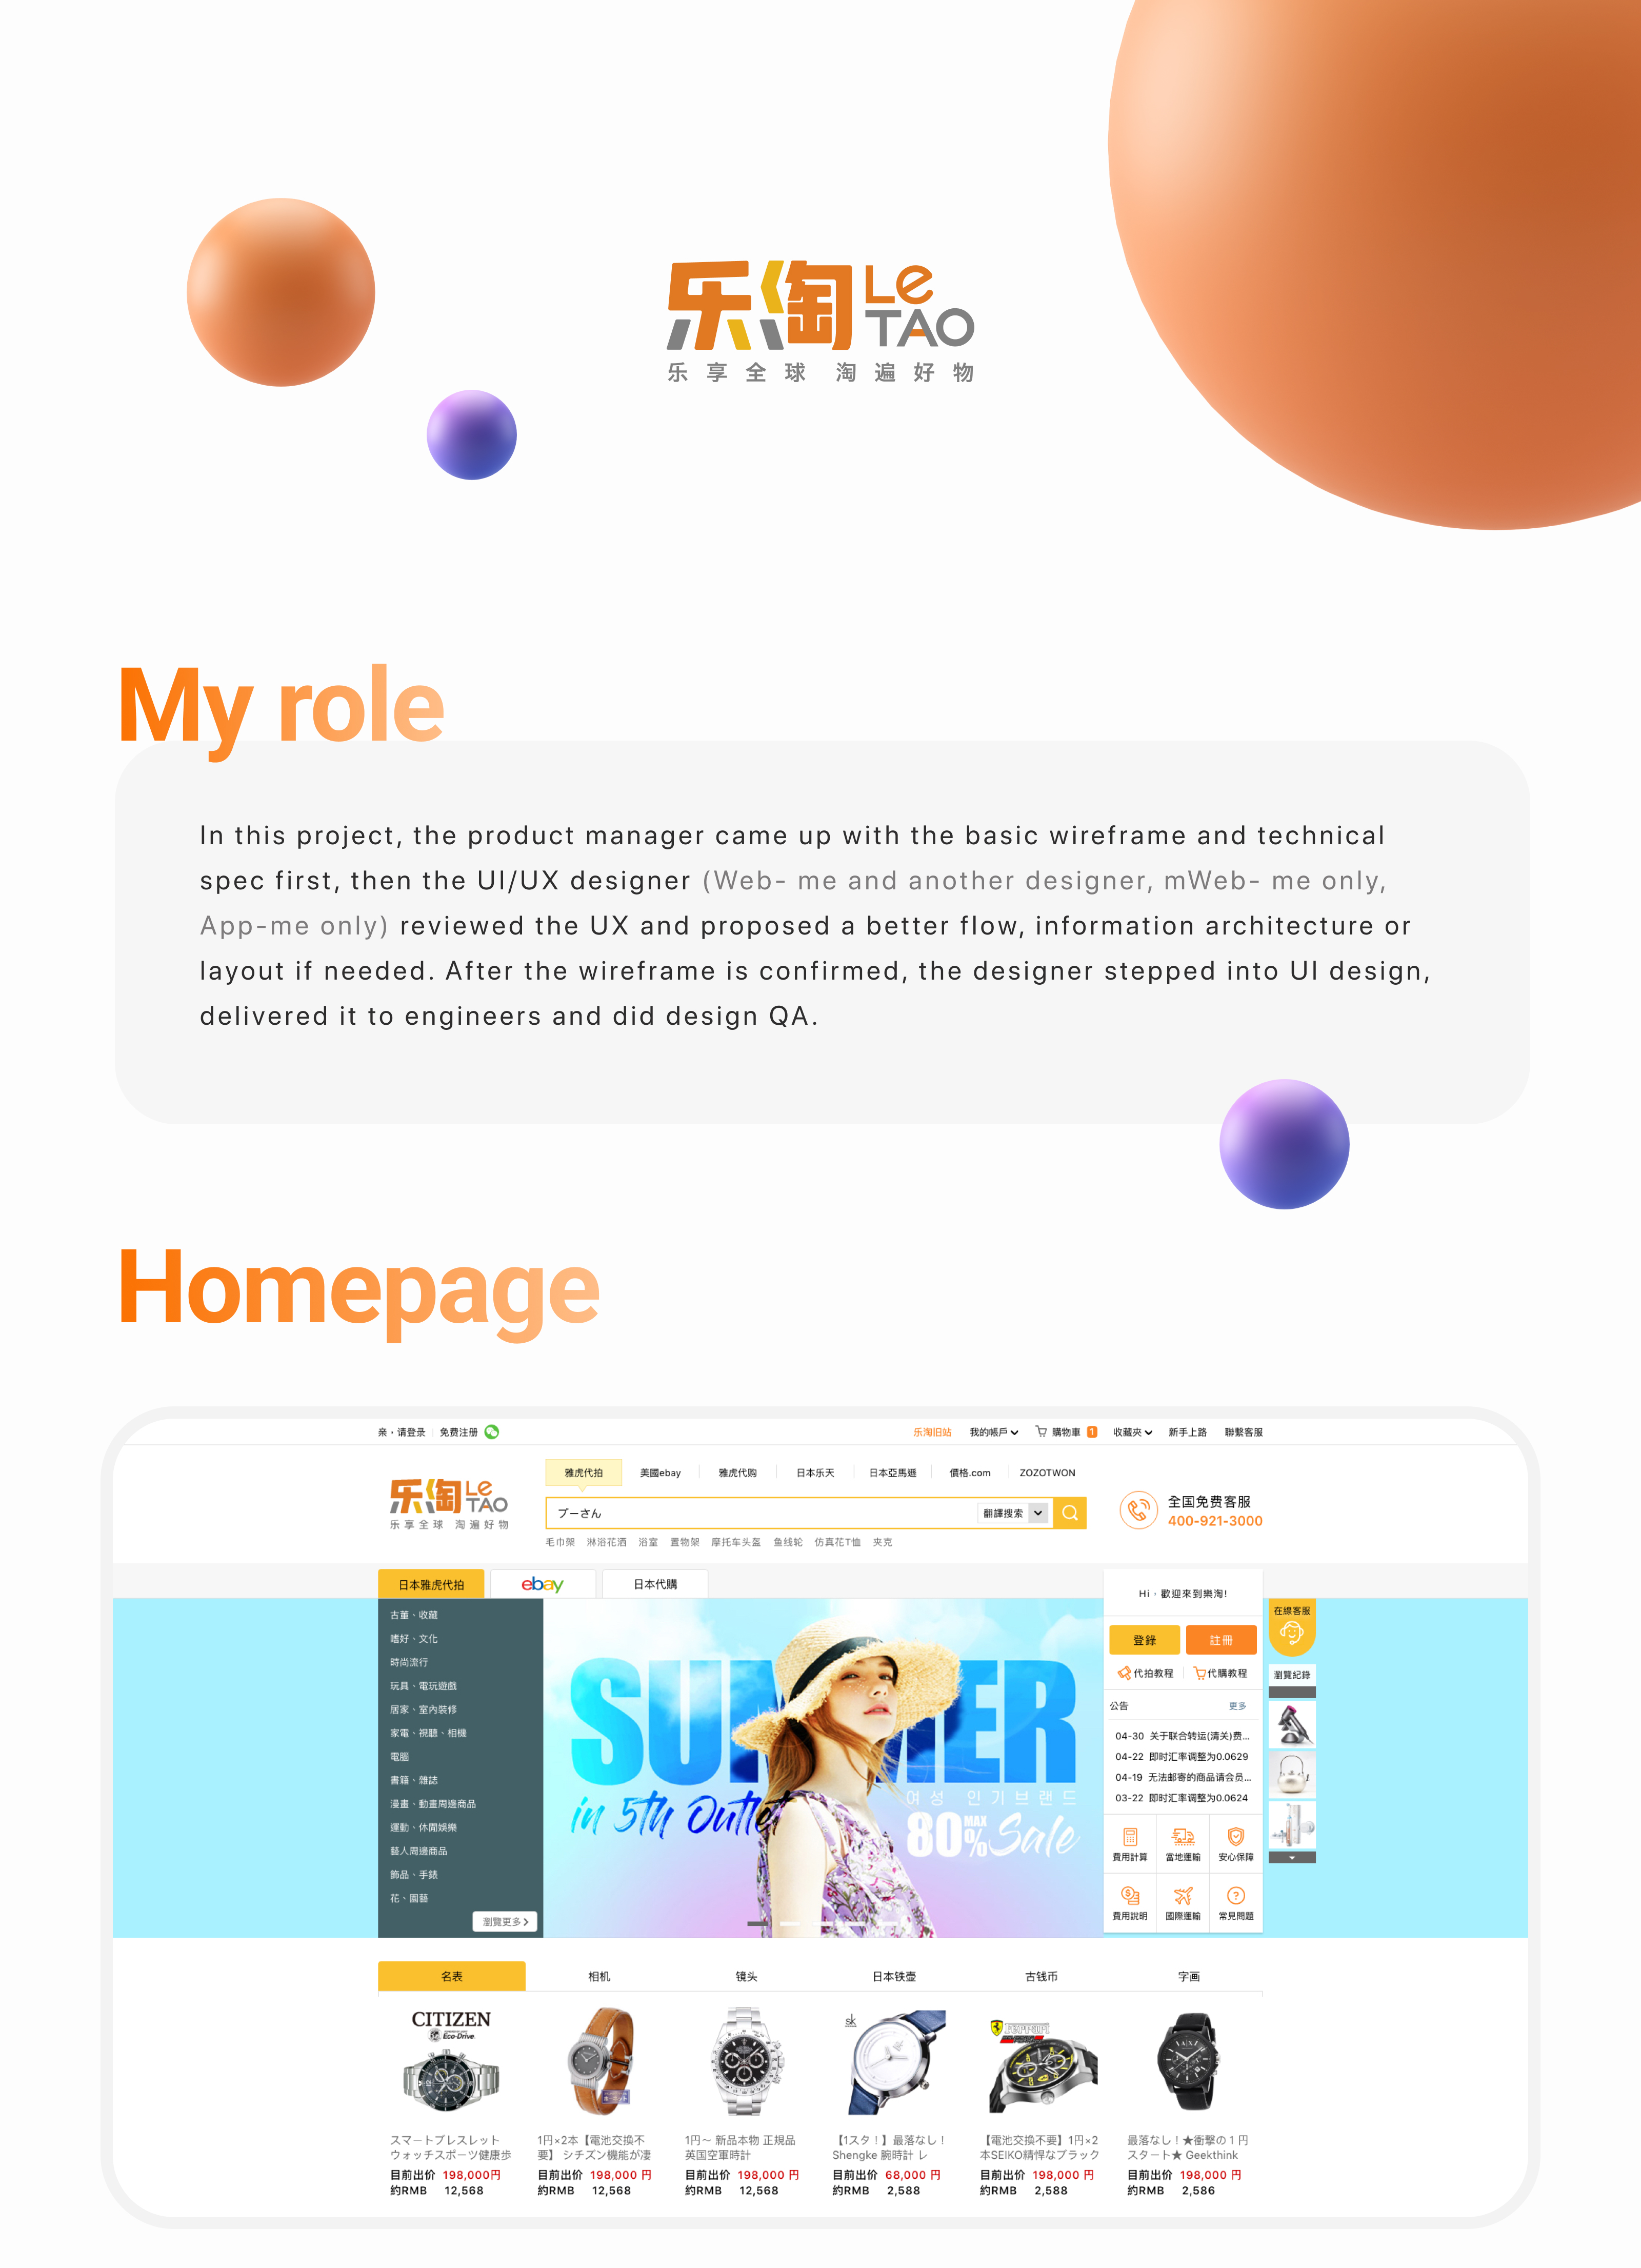 乐淘 Le TAO
乐享全球 淘遍好物
My role
In this project, the product manager came up with the basic wireframe and technical
spec first, then the UI/UX designer (Web- me and another designer, mWeb- me only,
App-me only) reviewed the UX and proposed a better flow, information architecture or
layout if needed. After the wireframe is confirmed, the designer stepped into UI design,
delivered it to engineers and did design QA.
Homepage
亲，请登录 免费注册
乐淘旧站 我的帳戶 購物車 1 收藏夾 新手上路 聯繫客服
乐淘 Le TAO
乐享全球 淘遍好物
雅虎代拍 美國ebay 雅虎代购 日本乐天 日本亞馬遜 價格.com ZOZOTWON
プーさん 翻譯搜索
毛巾架 淋浴花洒 浴室 置物架 摩托车头盔 鱼线轮 仿真花T恤 夹克
全国免费客服
400-921-3000
日本雅虎代拍 ebay 日本代購
古董、收藏
嗜好、文化
時尚流行
玩具、電玩遊戲
居家、室內裝修
家電、視聽、相機
電腦
書籍、雜誌
漫畫、動畫周邊商品
運動、休閒娛樂
藝人周邊商品
飾品、手錶
花、園藝
瀏覽更多
SUMMER
in 5th Outlet
여성 인기브랜드
80% MAX Sale
Hi，歡迎來到樂淘!
登錄 註冊
代拍教程 代購教程
公告 更多
04-30 关于联合转运(清关)费...
04-22 即时汇率调整为0.0629
04-19 无法邮寄的商品请会员...
03-22 即时汇率调整为0.0624
費用計算 當地運輸 安心保障
費用說明 國際運輸 常見問題
在線客服
瀏覽紀錄
名表 相机 镜头 日本铁壶 古钱币 字画
CITIZEN
Eco-Drive
sk
Ferrari
A|X
スマートブレスレット
ウォッチスポーツ健康歩
目前出价 198,000円
約RMB 12,568
1円×2本【電池交換不
要】 シチズン機能が凄
目前出价 198,000 円
約RMB 12,568
1円～ 新品本物 正規品
英国空軍時計
目前出价 198,000 円
約RMB 12,568
【1スタ！】最落なし！
Shengke 腕時計 レ
目前出价 68,000 円
約RMB 2,588
【電池交換不要】1円×2
本SEIKO精悍なブラック
目前出价 198,000 円
約RMB 2,588
最落なし！★衝撃の１円
スタート★ Geekthink
目前出价 198,000 円
約RMB 2,586